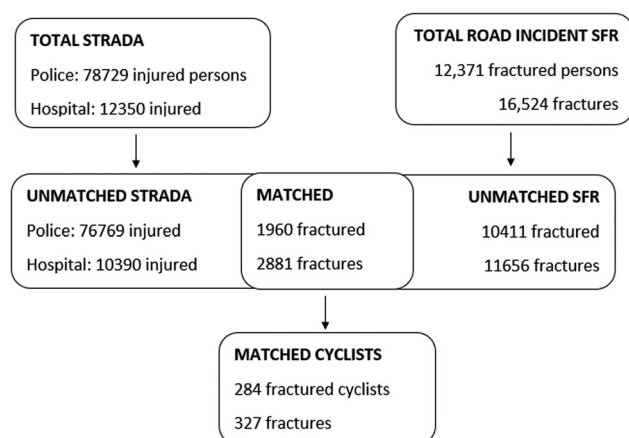 TOTAL STRADA
Police: 78729 injured persons
Hospital: 12350 injured
TOTAL ROAD INCIDENT SFR
12,371 fractured persons
16,524 fractures
UNMATCHED STRADA
Police: 76769 injured
Hospital: 10390 injured
MATCHED
1960 fractured
2881 fractures
UNMATCHED SFR
10411 fractured
11656 fractures
MATCHED CYCLISTS
284 fractured cyclists
327 fractures